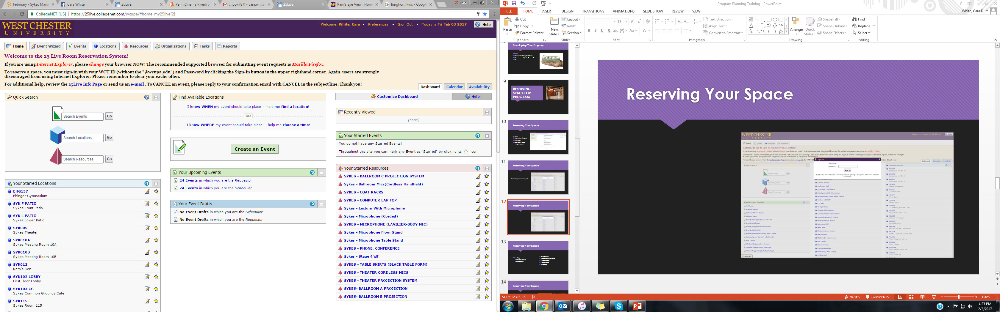 February - Sykes Man
Cara White
25Live
Penn Cinema Riverfron
Inbox (87) - cara.white
25Live
Ram's Eye View : Hom
longhorn kids - Google
cara
CollegeNET [US] | https://25live.collegenet.com/wcupa/#home_my25live[2]
WEST CHESTER
UNIVERSITY
Welcome, White, Cara Preferences Sign Out Today is Fri Feb 03 2017 Help
Home Event Wizard Events Locations Resources Organizations Tasks Reports
Welcome to the 25 Live Room Reservation System!
If you are using Internet Explorer, please change your browser NOW! The recommended supported browser for submitting event requests is Mozilla Firefox.
To reserve a space, you must sign-in with your WCU ID (without the "@wcupa.edu") and Password by clicking the Sign-In button in the upper righthand corner. Again, users are strongly
discouraged from using Internet Explorer. Please remember to clear your cache often.
For additional help, review the 25Live Info Page or send us an e-mail . To CANCEL an event, please reply to your confirmation email with CANCEL in the subject line. Thank you!
Dashboard Calendar Availability
Quick Search
Search Events Go
Search Locations Go
Search Resources Go
Your Starred Locations
EHG137
Ehinger Gymnasium
SYK F PATIO
Sykes Front Patio
SYK L PATIO
Sykes Lower Patio
SYK005
Sykes Theater
SYK010A
Sykes Meeting Room 10A
SYK010B
Sykes Meeting Room 10B
SYK012
Ram's Den
SYK102 LOBBY
First Floor Lobby
SYK103 CG
Sykes Common Grounds Cafe
SYK115
Sykes Room 115
Find Available Locations
I know WHEN my event should take place -- help me find a location!
OR
I know WHERE my event should take place -- help me choose a time!
Create an Event
Your Upcoming Events
24 Events in which you are the Requestor
24 Events in which you are the Scheduler
Your Event Drafts
No Event Drafts in which you are the Scheduler
No Event Drafts in which you are the Requestor
Customize Dashboard Help
Recently Viewed
(none)
Your Starred Events
You do not have any Starred Events!
Throughout this site you can mark any Event as "Starred" by clicking its icon.
Your Starred Resources
SYKES - BALLROOM C PROJECTION SYSTEM
Sykes - Ballroom Mics(Cordless Handheld)
SYKES - COAT RACKS
SYKES - COMPUTER LAP TOP
Sykes - Lecturn With Microphone
Sykes - Microphone (Corded)
SYKES - MICROPHONE (LAVILIER-BODY MIC)
Sykes - Microphone Floor Stand
Sykes - Microphone Table Stand
SYKES - PHONE, CONFERENCE
Sykes - Stage 4'x8'
SYKES - TABLE SKIRTS (BLACK TABLE FORM)
SYKES - THEATER CORDLESS MICS
SYKES - THEATER PROJECTION SYSTEM
SYKES- BALLROOM A PROJECTION
SYKES- BALLROOM B PROJECTION
Program Planning Training - PowerPoint
FILE HOME INSERT DESIGN TRANSITIONS ANIMATIONS SLIDE SHOW REVIEW VIEW
White, Cara D.
Paste
Cut
Copy
Format Painter
Clipboard
New
Slide
Layout
Reset
Section
Slides
18
Font
Text Direction
Align Text
Convert to SmartArt
Paragraph
Arrange
Quick
Styles
Shape Fill
Shape Outline
Shape Effects
Drawing
Find
Replace
Select
Editing
Developing Your Program
9
RESERVING
SPACE FOR
PROGRAM
10
Reserving Your Space
11
Reserving Your Space
12
Reserving Your Space
13
Reserving Your Space
14
Reserving Your Space
Reserving Your Space
WEST CHESTER
UNIVERSITY
Welcome to the 25 Live Room Reservation System!
Sign In
Username:
Password:
Sign In
SLIDE 12 OF 19
NOTES COMMENTS 100%
4:23 PM
2/3/2017